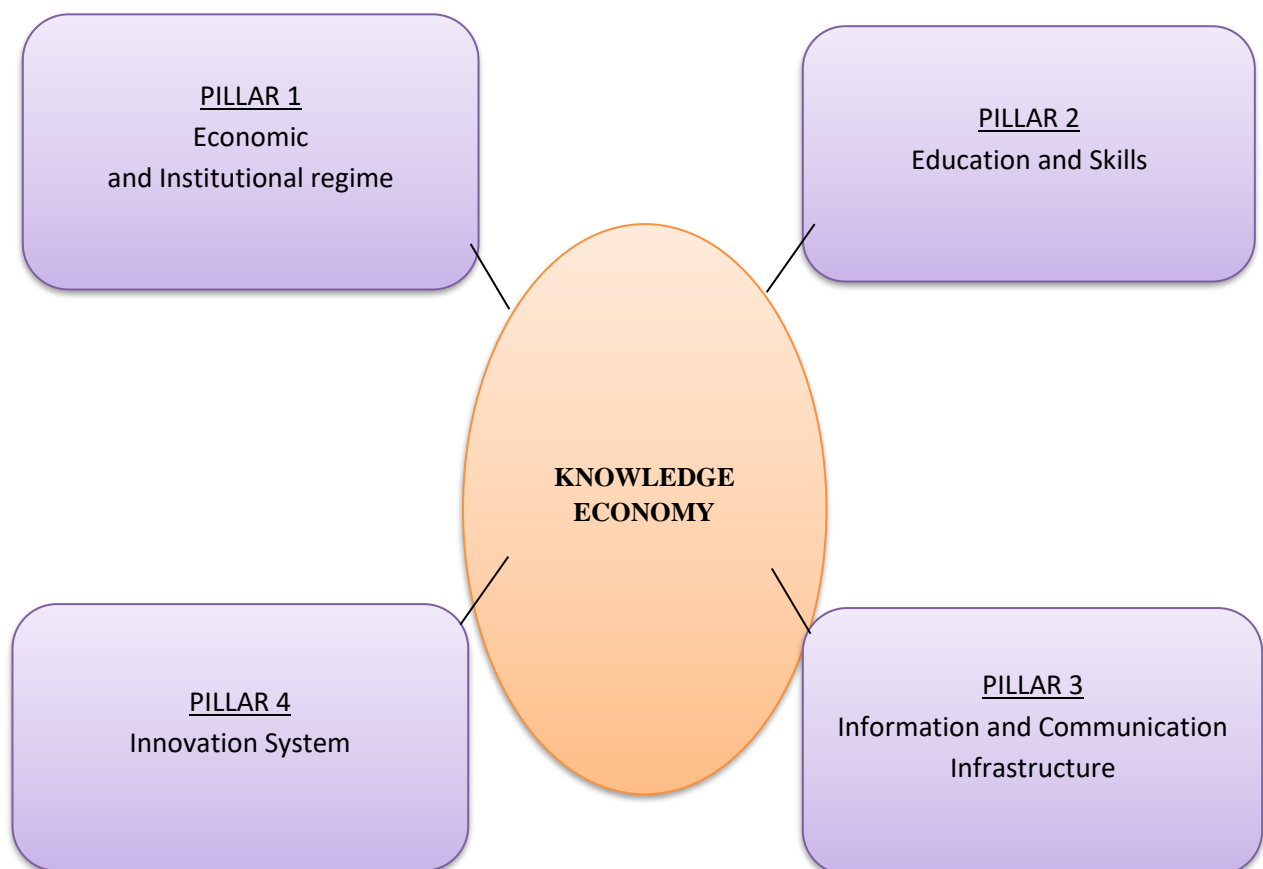 PILLAR 1
Economic
and Institutional regime
PILLAR 2
Education and Skills
KNOWLEDGE
ECONOMY
PILLAR 4
Innovation System
PILLAR 3
Information and Communication
Infrastructure